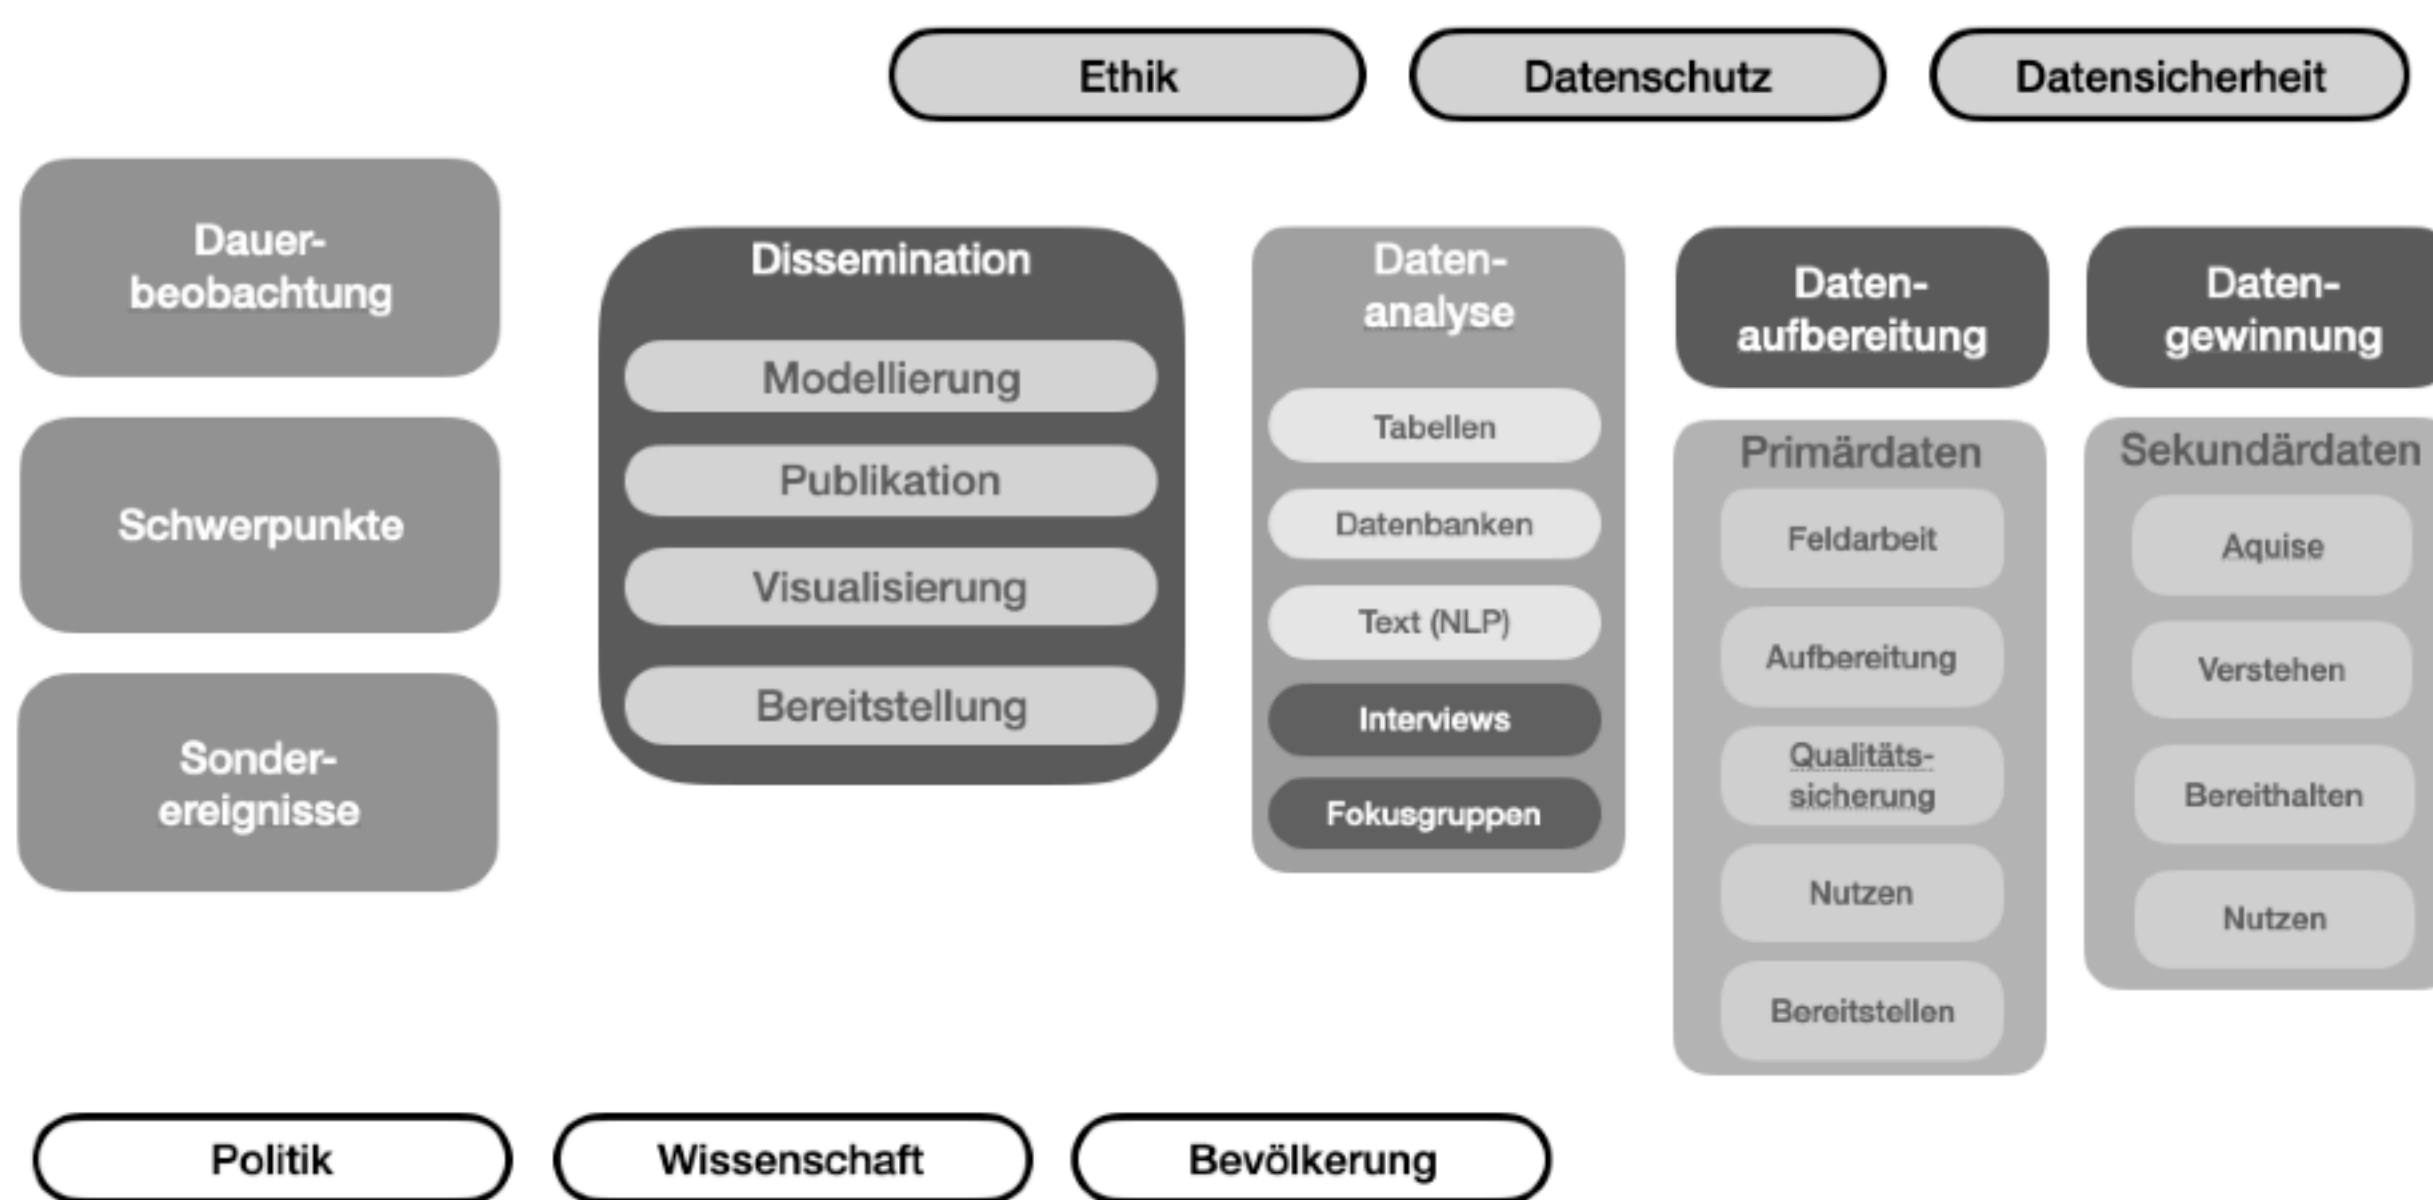 Ethik
Datenschutz
Datensicherheit
Dauer-
beobachtung
Schwerpunkte
Sonder-
ereignisse
Dissemination
Modellierung
Publikation
Visualisierung
Bereitstellung
Daten-
analyse
Tabellen
Datenbanken
Text (NLP)
Interviews
Fokusgruppen
Daten-
aufbereitung
Primärdaten
Feldarbeit
Aufbereitung
Qualitäts-
sicherung
Nutzen
Bereitstellen
Daten-
gewinnung
Sekundärdaten
Aquise
Verstehen
Bereithalten
Nutzen
Politik
Wissenschaft
Bevölkerung